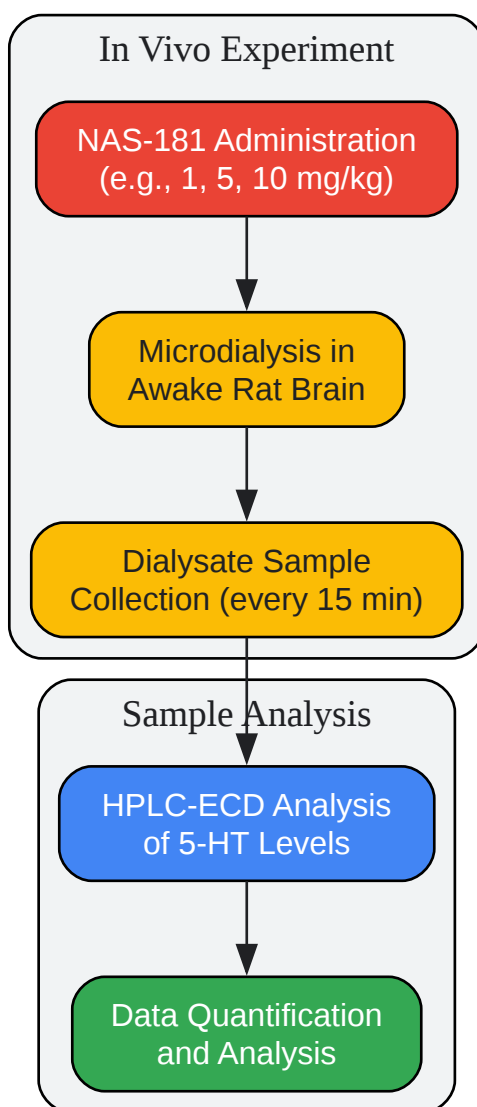 In Vivo Experiment
NAS-181 Administration
(e.g., 1, 5, 10 mg/kg)
Microdialysis in
Awake Rat Brain
Dialysate Sample
Collection (every 15 min)
Sample Analysis
HPLC-ECD Analysis
of 5-HT Levels
Data Quantification
and Analysis